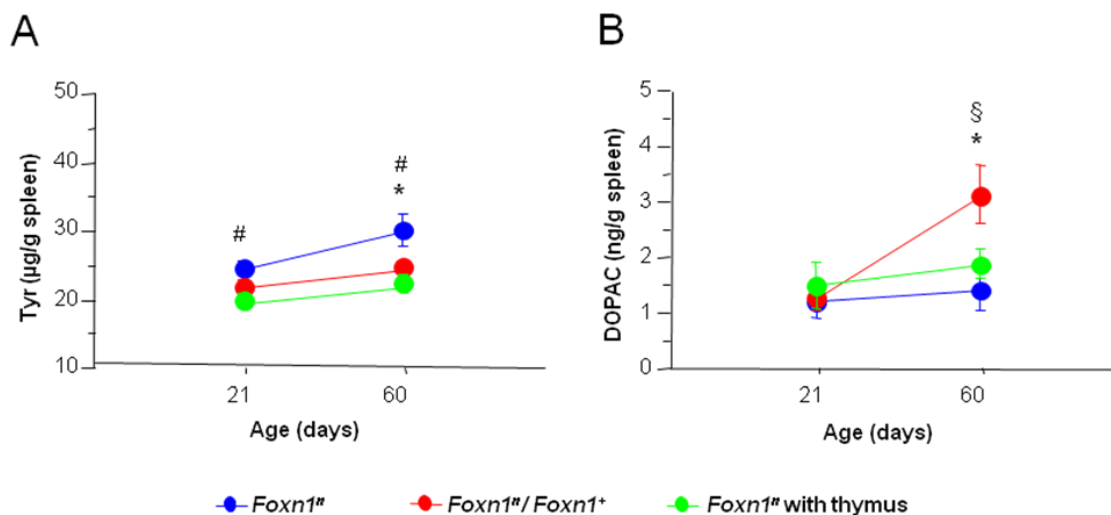 A
B
50
40
30
20
10
Tyr (µg/g spleen)
#
#
*
21
60
Age (days)
5
4
3
2
1
0
DOPAC (ng/g spleen)
§
*
21
60
Age (days)
Foxn1ⁿ
Foxn1ⁿ/ Foxn1⁺
Foxn1ⁿ with thymus